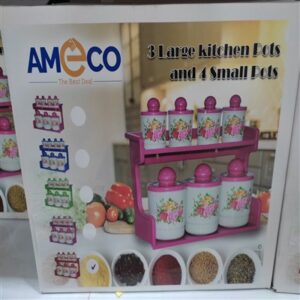 AMeCO
The Best Deal
3 Large Kitchen Pots
and 4 Small Pots